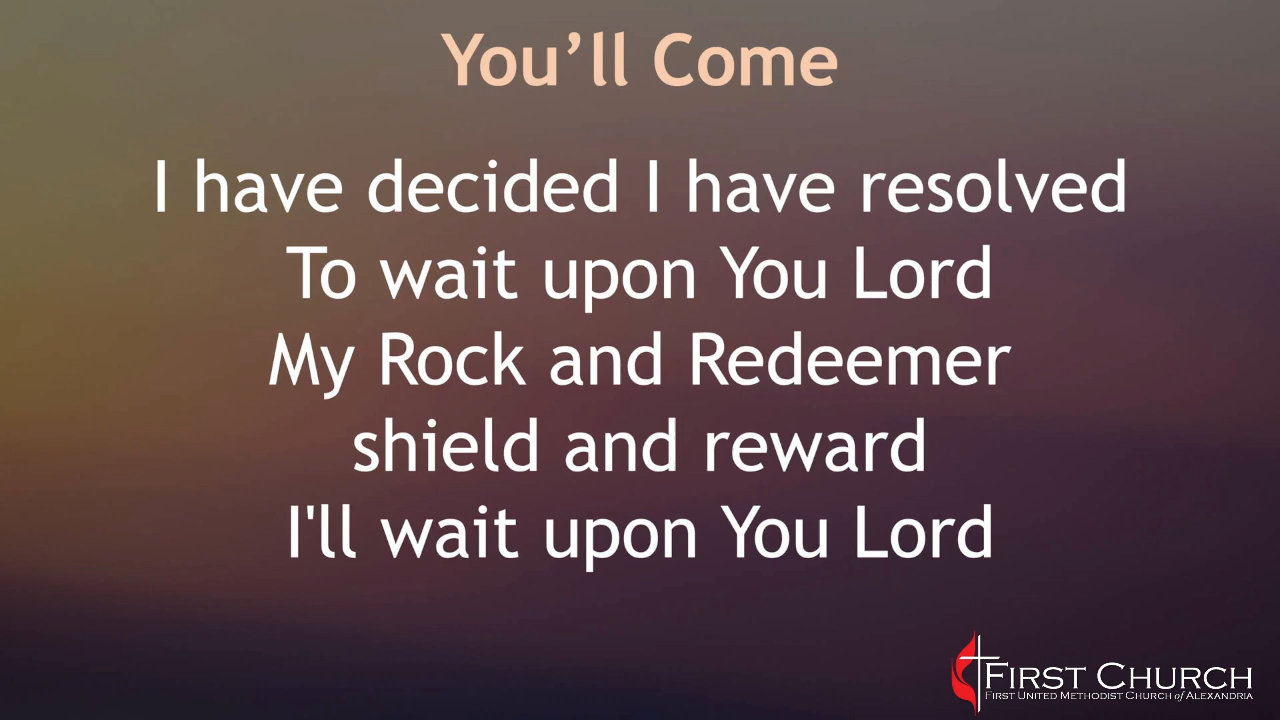 You’ll Come
I have decided I have resolved
To wait upon You Lord
My Rock and Redeemer
shield and reward
I'll wait upon You Lord
First Church
First United Methodist Church of Alexandria